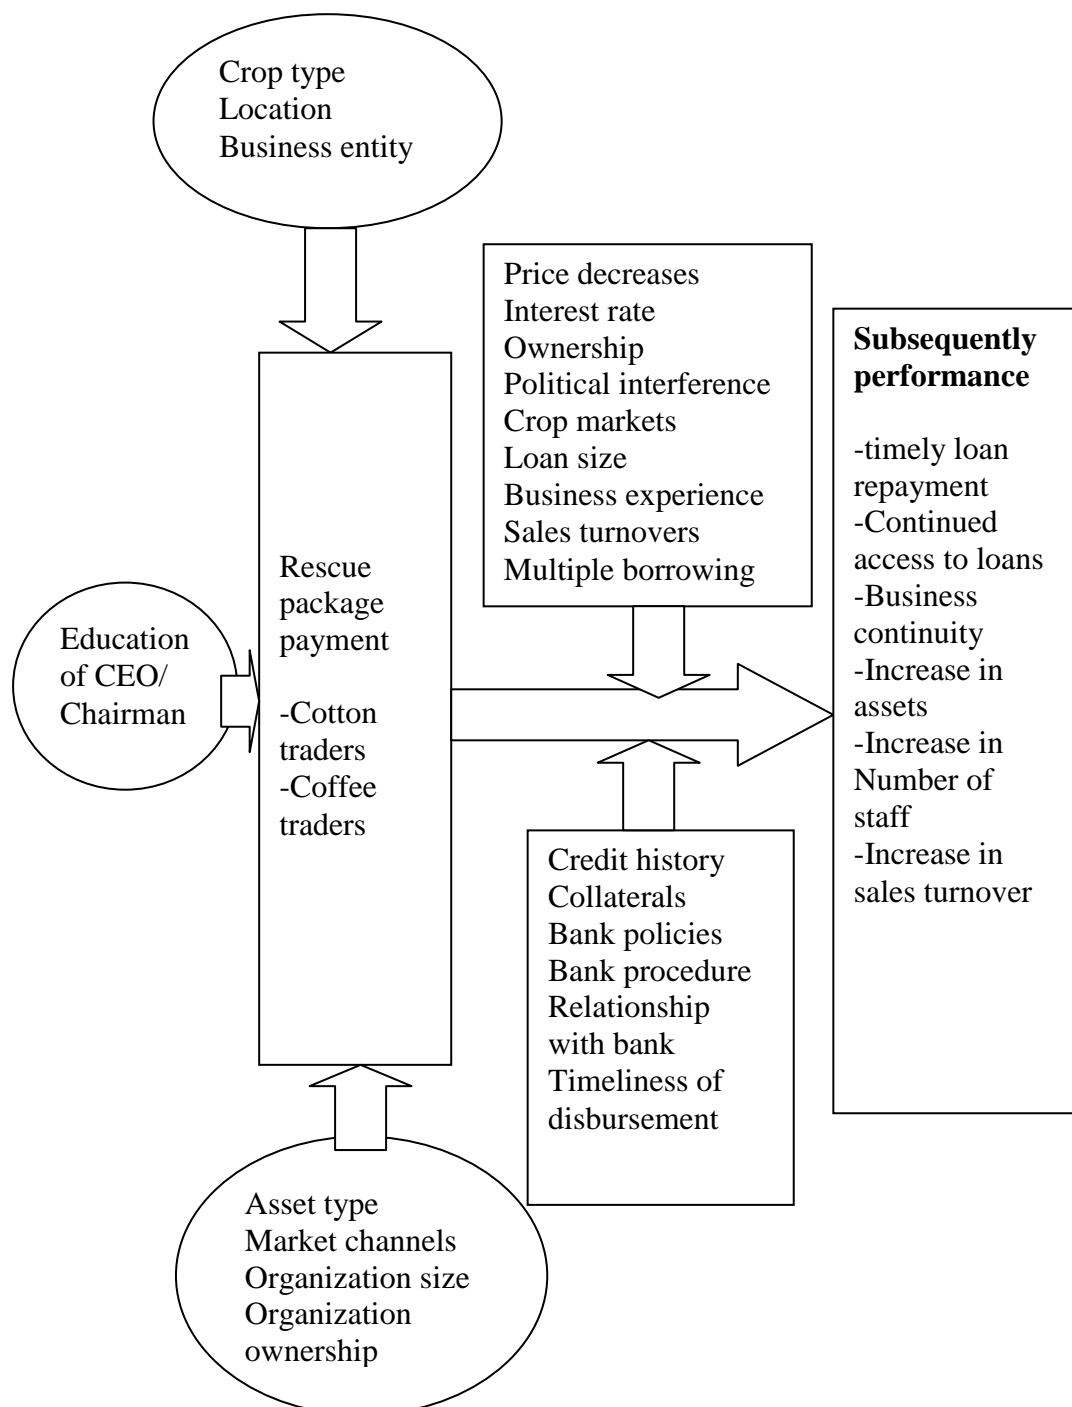 Crop type
Location
Business entity
Price decreases
Interest rate
Ownership
Political interference
Crop markets
Loan size
Business experience
Sales turnovers
Multiple borrowing
Subsequently
performance
-timely loan
repayment
-Continued
access to loans
-Business
continuity
-Increase in
assets
-Increase in
Number of
staff
-Increase in
sales turnover
Rescue
package
payment
-Cotton
traders
-Coffee
traders
Education
of CEO/
Chairman
Credit history
Collaterals
Bank policies
Bank procedure
Relationship
with bank
Timeliness of
disbursement
Asset type
Market channels
Organization size
Organization
ownership